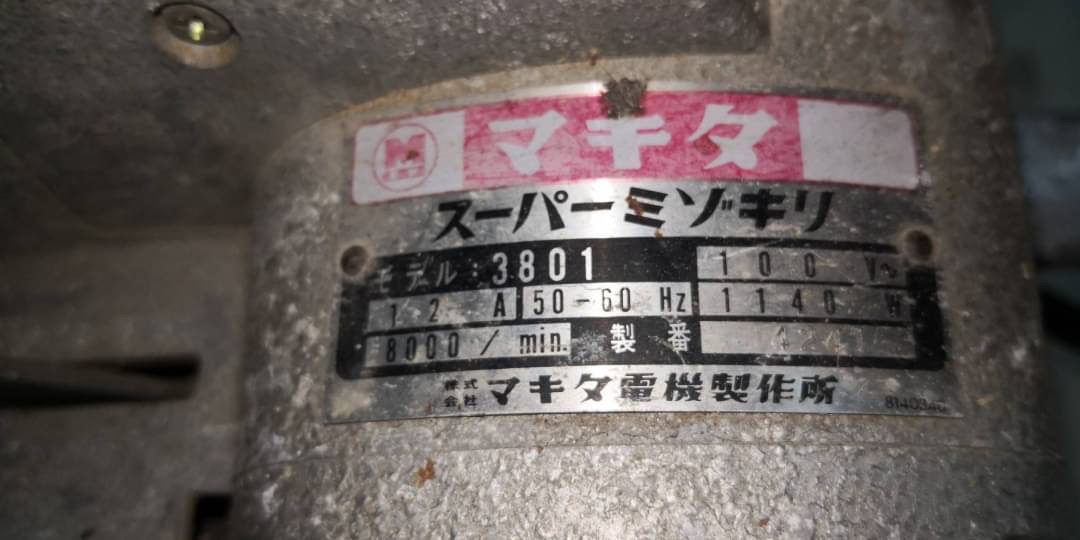 M マキタ
スーパーミゾキリ
モデル:3801 100 V~
12 A 50-60 Hz 1140 W
8000/min. 製番
株式会社 マキタ電機製作所